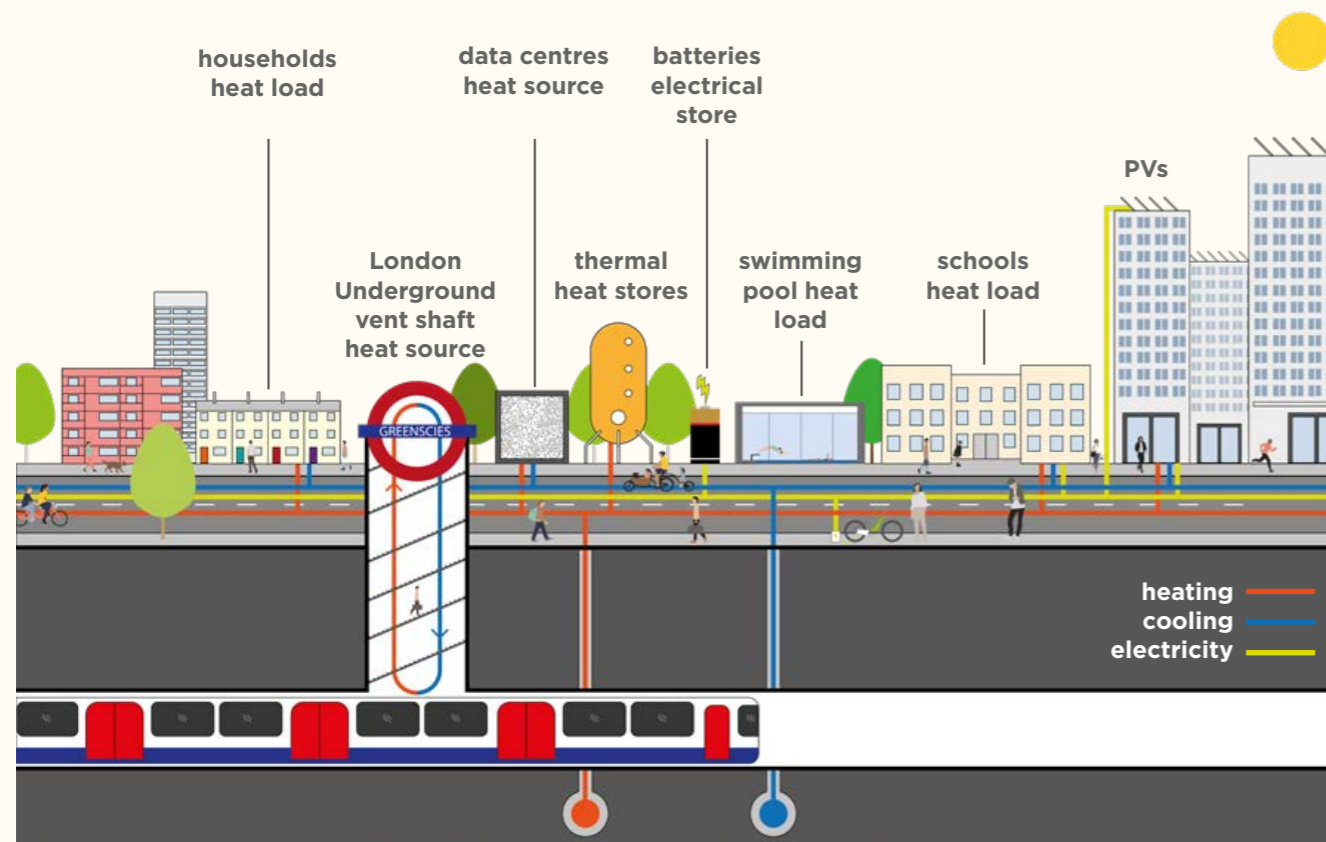 households
heat load
data centres
heat source
batteries
electrical
store
PVs
London
Underground
vent shaft
heat source
thermal
heat stores
swimming
pool heat
load
schools
heat load
GREENSCIES
heating
cooling
electricity